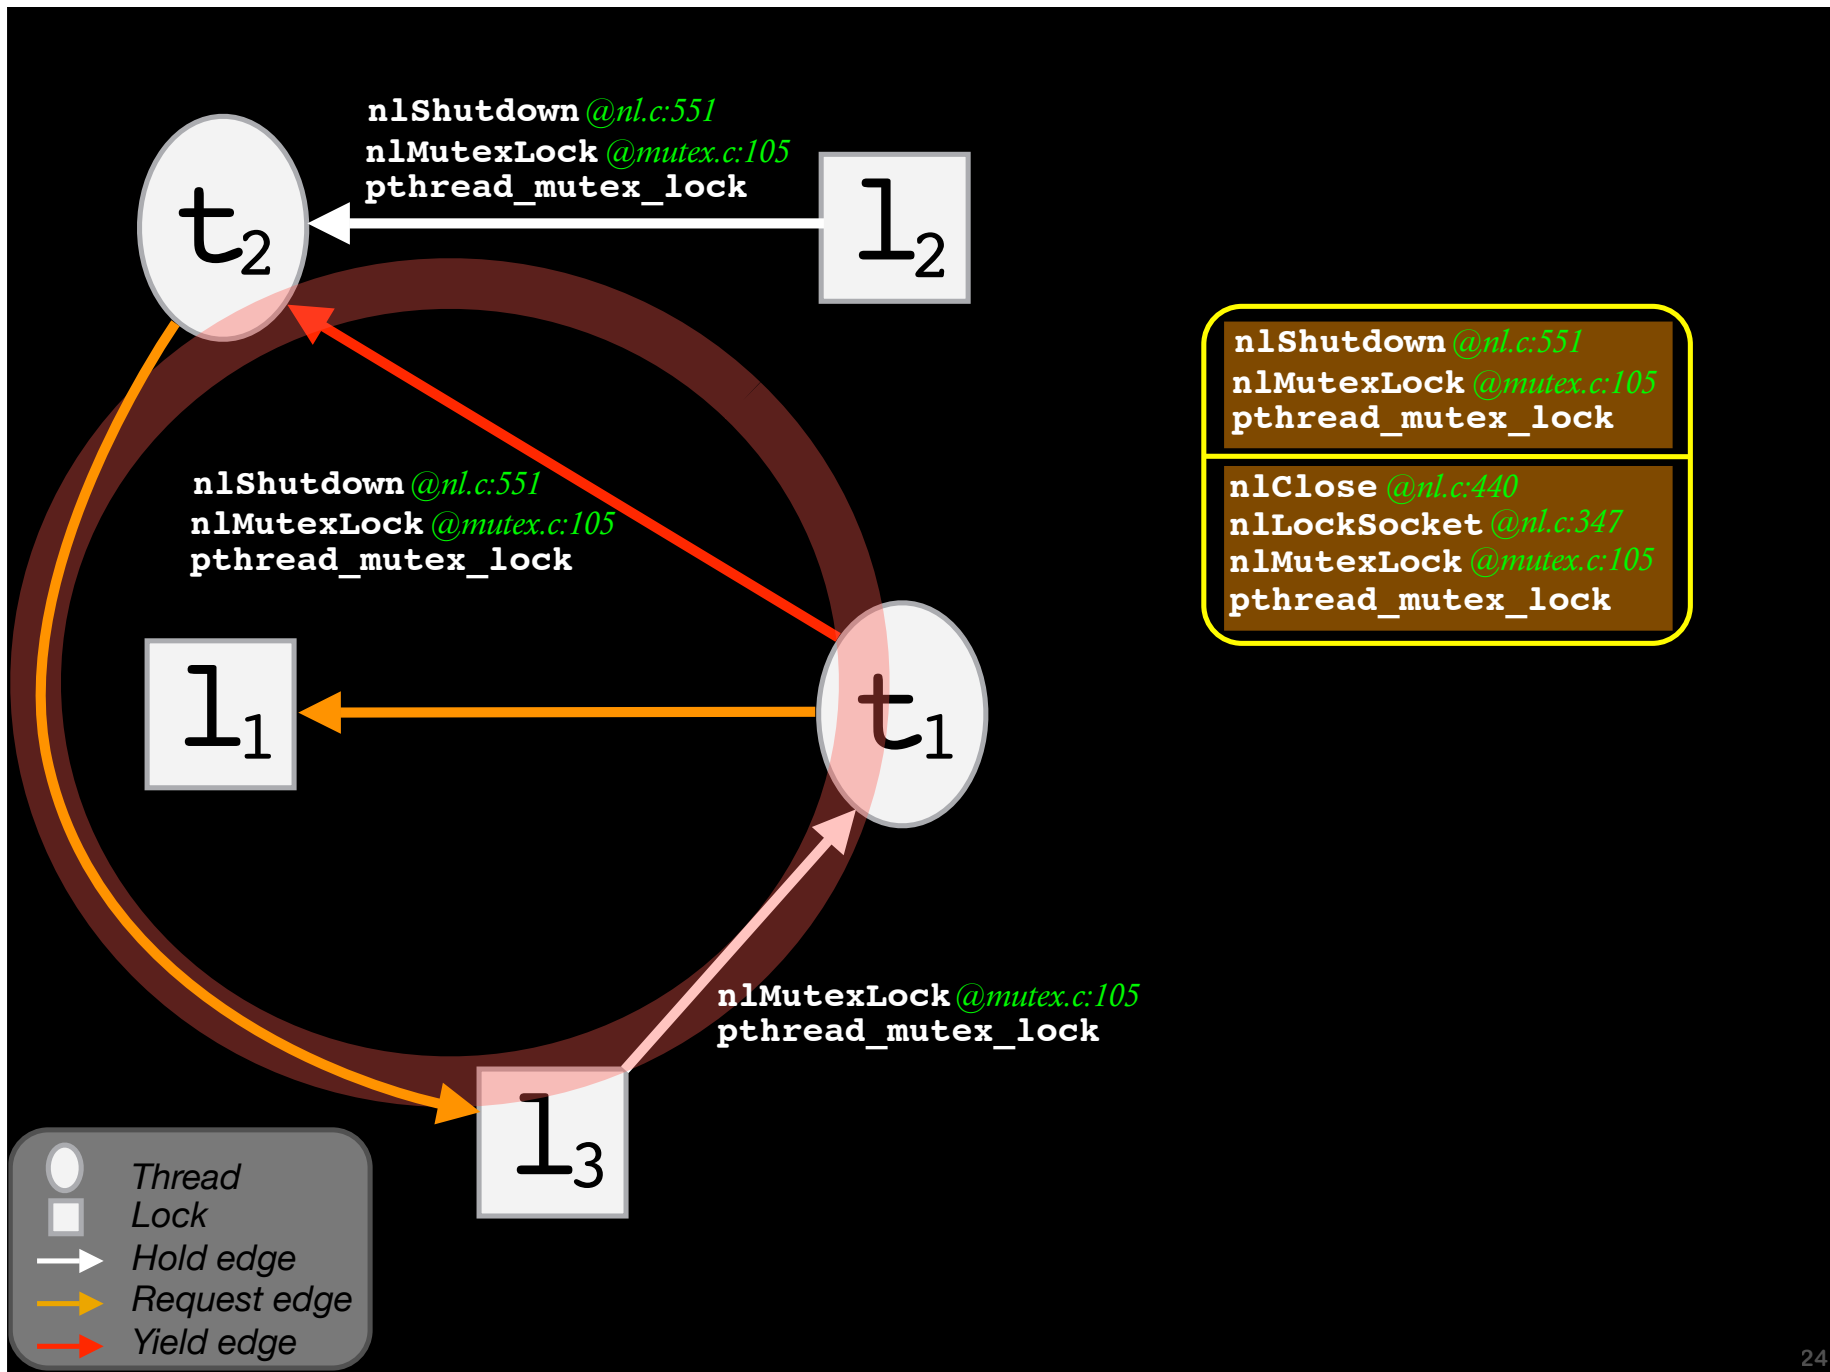 nlShutdown @nl.c:551
nlMutexLock @mutex.c:105
pthread_mutex_lock
t2
l2
nlShutdown @nl.c:551
nlMutexLock @mutex.c:105
pthread_mutex_lock
nlClose @nl.c:440
nlLockSocket @nl.c:347
nlMutexLock @mutex.c:105
pthread_mutex_lock
nlShutdown @nl.c:551
nlMutexLock @mutex.c:105
pthread_mutex_lock
l1
t1
nlMutexLock @mutex.c:105
pthread_mutex_lock
l3
Thread
Lock
Hold edge
Request edge
Yield edge
24